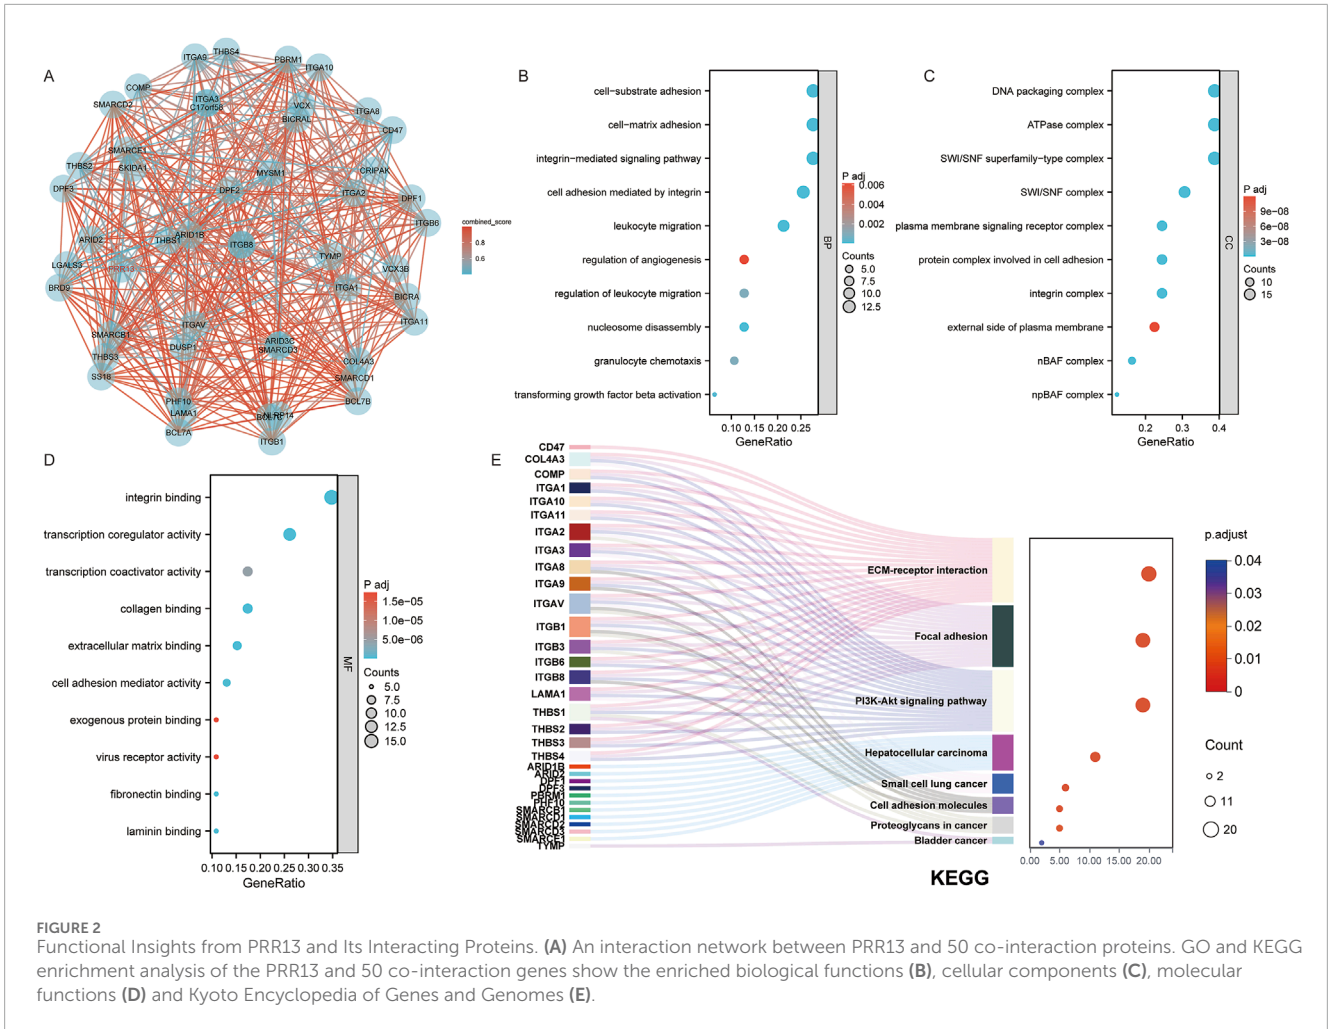 A
ITGA9
THBS4
PBRM1
ITGA10
COMP
SMARCD2
ITGA3
C17orf58
VCX
BICRAL
ITGA8
CD47
SMARCE1
SKIDA1
THBS2
DPF3
MYSM1
CRIPAK
DPF2
ITGA2
DPF1
ITGB6
ARID2
THBS1
ARID1B
ITGB8
TYMP
LGALS3
PRR13
BRD9
VCX3B
ITGA1
BICRA
ITGA11
SMARCB1
ITGAV
THBS3
DUSP1
ARID3C
SMARCD3
SS18
COL4A3
SMARCD1
PHF10
LAMA1
BCL7B
BCL7A
NLRP14
ITGB1
combined_score
0.8
0.6
B
cell−substrate adhesion
cell−matrix adhesion
integrin−mediated signaling pathway
cell adhesion mediated by integrin
leukocyte migration
regulation of angiogenesis
regulation of leukocyte migration
nucleosome disassembly
granulocyte chemotaxis
transforming growth factor beta activation
0.10 0.15 0.20 0.25
GeneRatio
BP
P adj
0.006
0.004
0.002
Counts
5.0
7.5
10.0
12.5
C
DNA packaging complex
ATPase complex
SWI/SNF superfamily−type complex
SWI/SNF complex
plasma membrane signaling receptor complex
protein complex involved in cell adhesion
integrin complex
external side of plasma membrane
nBAF complex
npBAF complex
0.2 0.3 0.4
GeneRatio
CC
P adj
9e−08
6e−08
3e−08
Counts
10
15
D
integrin binding
transcription coregulator activity
transcription coactivator activity
collagen binding
extracellular matrix binding
cell adhesion mediator activity
exogenous protein binding
virus receptor activity
fibronectin binding
laminin binding
0.10 0.15 0.20 0.25 0.30 0.35
GeneRatio
MF
P adj
1.5e−05
1.0e−05
5.0e−06
Counts
5.0
7.5
10.0
12.5
15.0
E
CD47
COL4A3
COMP
ITGA1
ITGA10
ITGA11
ITGA2
ITGA3
ITGA8
ITGA9
ITGAV
ITGB1
ITGB3
ITGB6
ITGB8
LAMA1
THBS1
THBS2
THBS3
THBS4
ARID1B
ARID2
DPF1
DPF3
PBRM1
PHF10
SMARCB1
SMARCD1
SMARCD2
SMARCD3
SMARCE1
TYMP
ECM-receptor interaction
Focal adhesion
PI3K-Akt signaling pathway
Hepatocellular carcinoma
Small cell lung cancer
Cell adhesion molecules
Proteoglycans in cancer
Bladder cancer
0.00 5.00 10.00 15.00 20.00
KEGG
p.adjust
0.04
0.03
0.02
0.01
0
Count
2
11
20
FIGURE 2
Functional Insights from PRR13 and Its Interacting Proteins. (A) An interaction network between PRR13 and 50 co-interaction proteins. GO and KEGG
enrichment analysis of the PRR13 and 50 co-interaction genes show the enriched biological functions (B), cellular components (C), molecular
functions (D) and Kyoto Encyclopedia of Genes and Genomes (E).